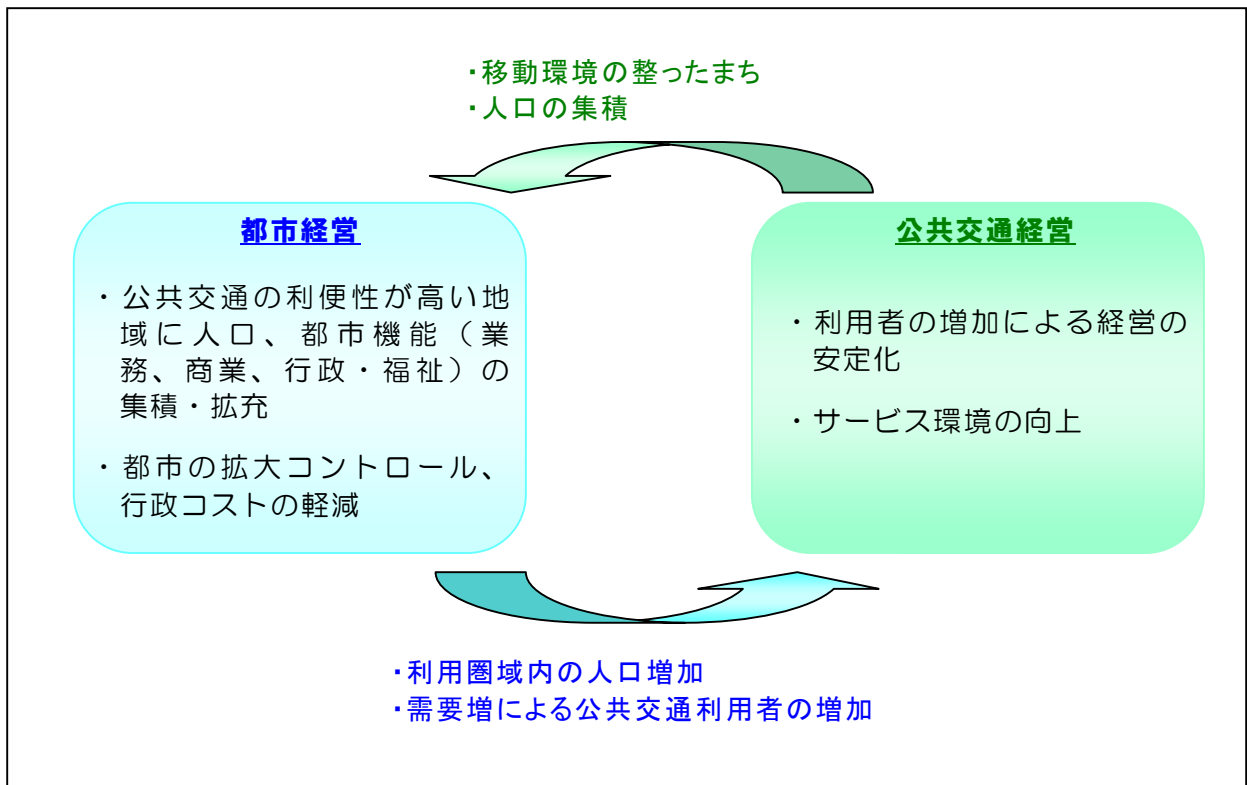 ・移動環境の整ったまち
・人口の集積
都市経営
・公共交通の利便性が高い地
域に人口、都市機能（業
務、商業、行政・福祉）の
集積・拡充
・都市の拡大コントロール、
行政コストの軽減
公共交通経営
・利用者の増加による経営の
安定化
・サービス環境の向上
・利用圏域内の人口増加
・需要増による公共交通利用者の増加